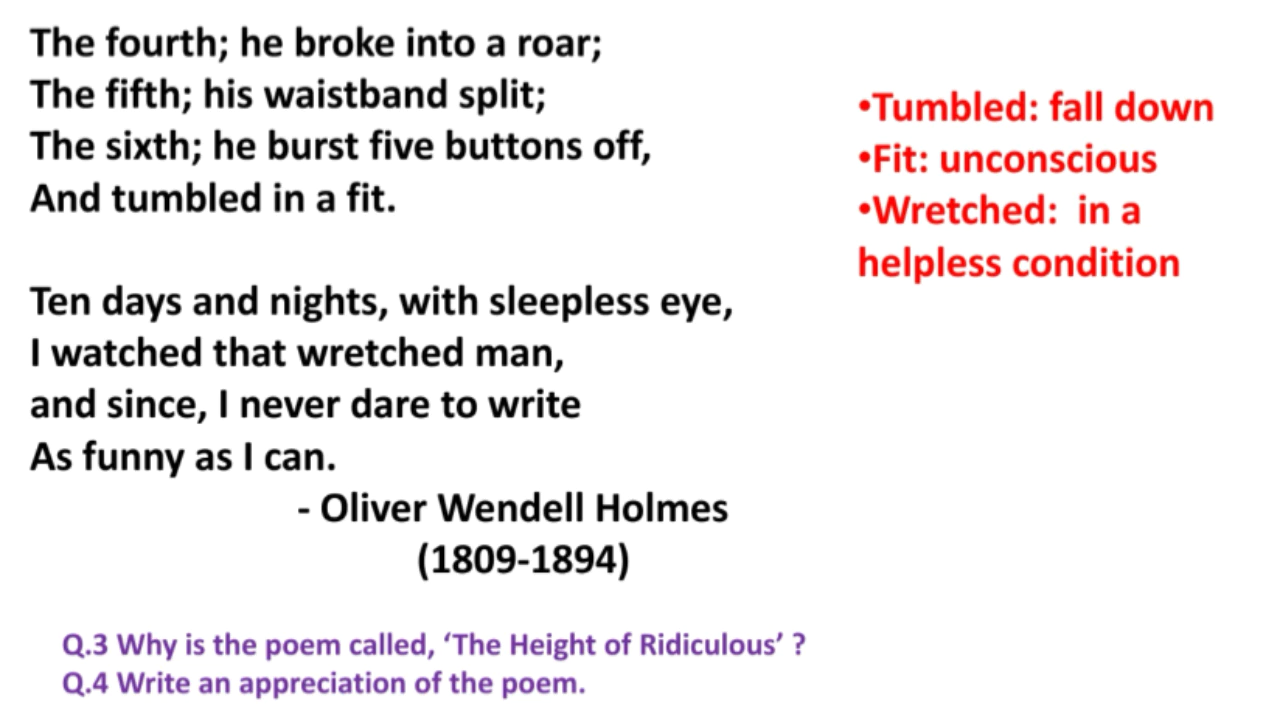 The fourth; he broke into a roar;
The fifth; his waistband split;
The sixth; he burst five buttons off,
And tumbled in a fit.
Ten days and nights, with sleepless eye,
I watched that wretched man,
and since, I never dare to write
As funny as I can.
- Oliver Wendell Holmes
(1809-1894)
•Tumbled: fall down
•Fit: unconscious
•Wretched: in a
helpless condition
Q.3 Why is the poem called, ‘The Height of Ridiculous’ ?
Q.4 Write an appreciation of the poem.